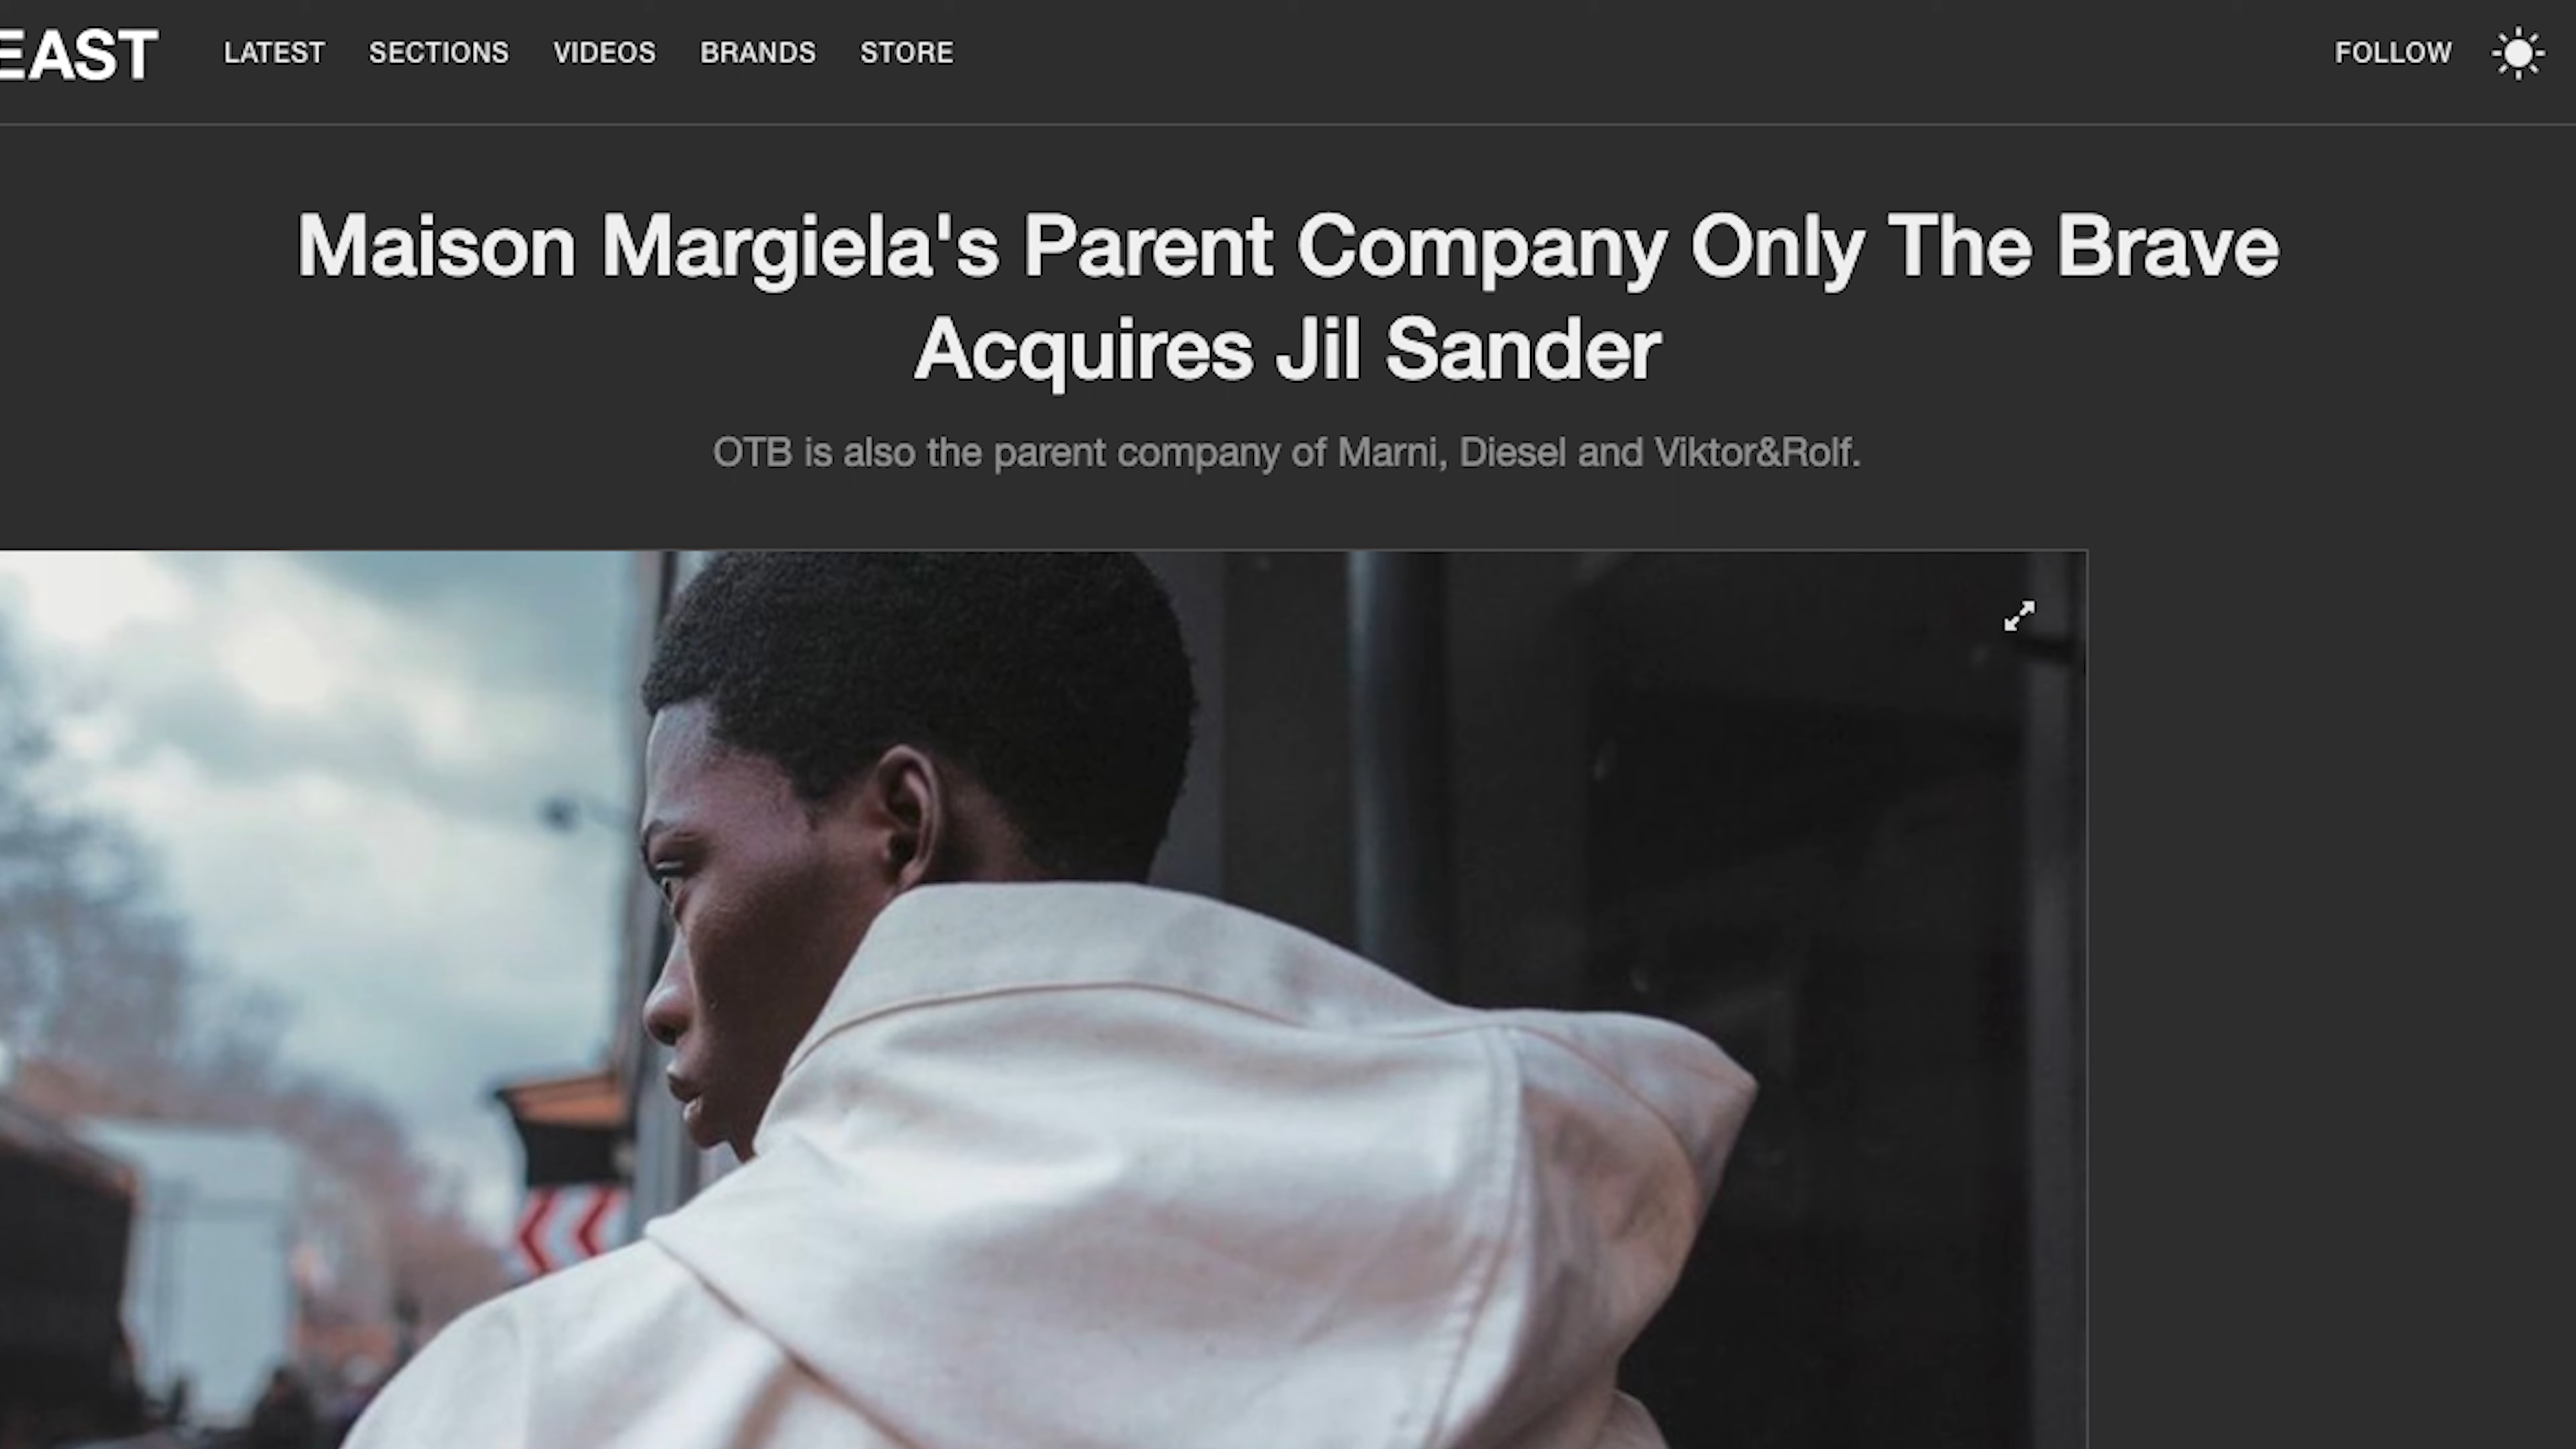 EAST LATEST SECTIONS VIDEOS BRANDS STORE FOLLOW
Maison Margiela's Parent Company Only The Brave
Acquires Jil Sander
OTB is also the parent company of Marni, Diesel and Viktor&Rolf.